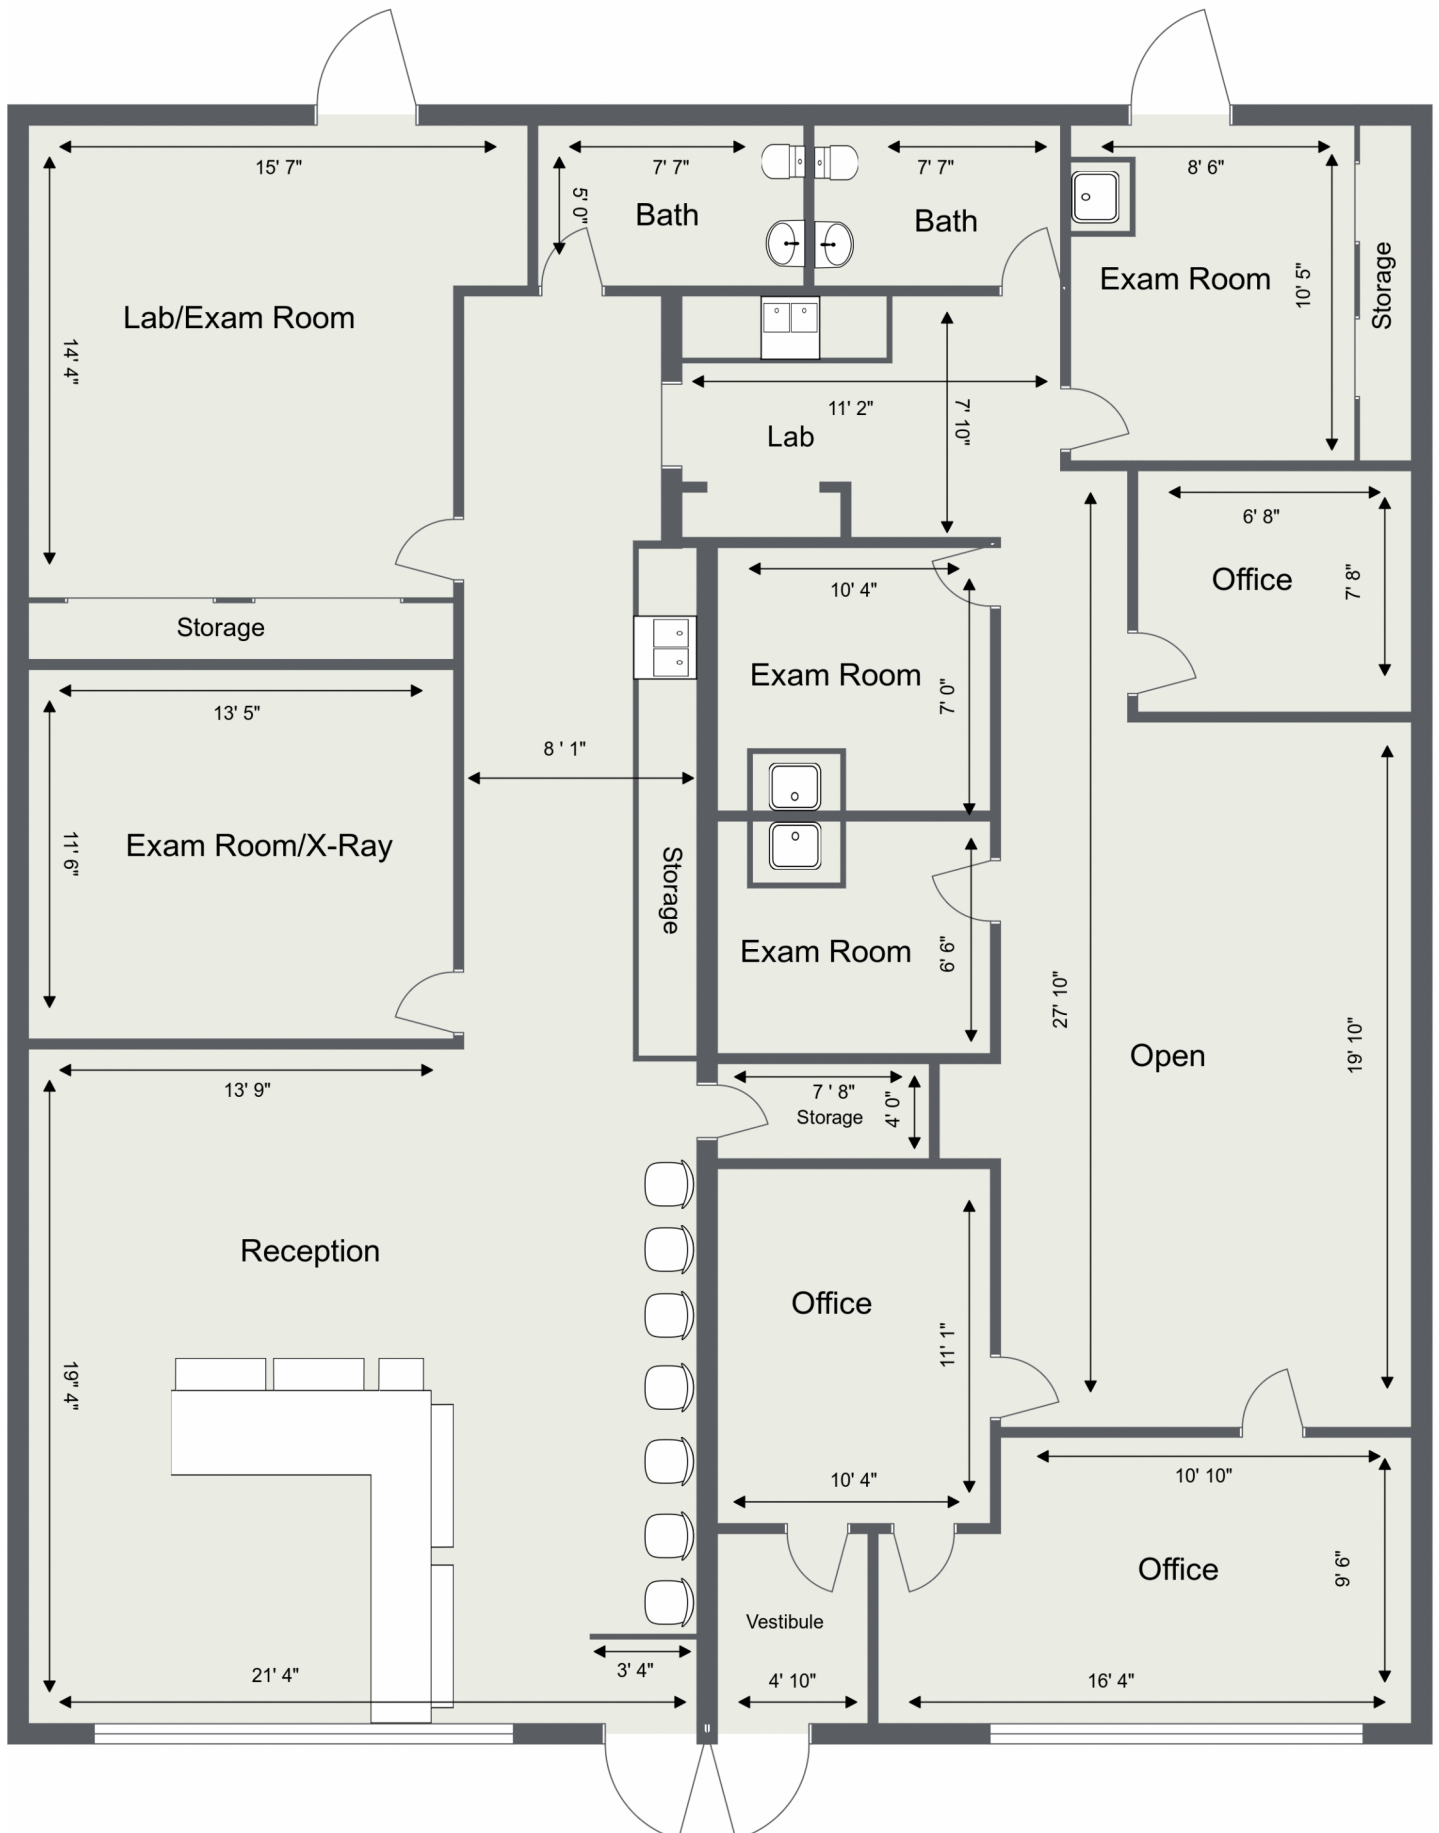 15' 7"
7' 7"
7' 7"
8' 6"
5' 0"
Bath
Bath
14' 4"
Lab/Exam Room
Exam Room
10' 5"
Storage
11' 2"
7' 10"
Lab
6' 8"
Office
7' 8"
10' 4"
Storage
Exam Room
7' 0"
13' 5"
8 ' 1"
11' 6"
Exam Room/X-Ray
Storage
Exam Room
6' 6"
27' 10"
Open
19' 10"
13' 9"
7 ' 8"
Storage
4' 0"
Reception
Office
11' 1"
19" 4"
10' 4"
10' 10"
Office
9' 6"
Vestibule
21' 4"
3' 4"
4' 10"
16' 4"